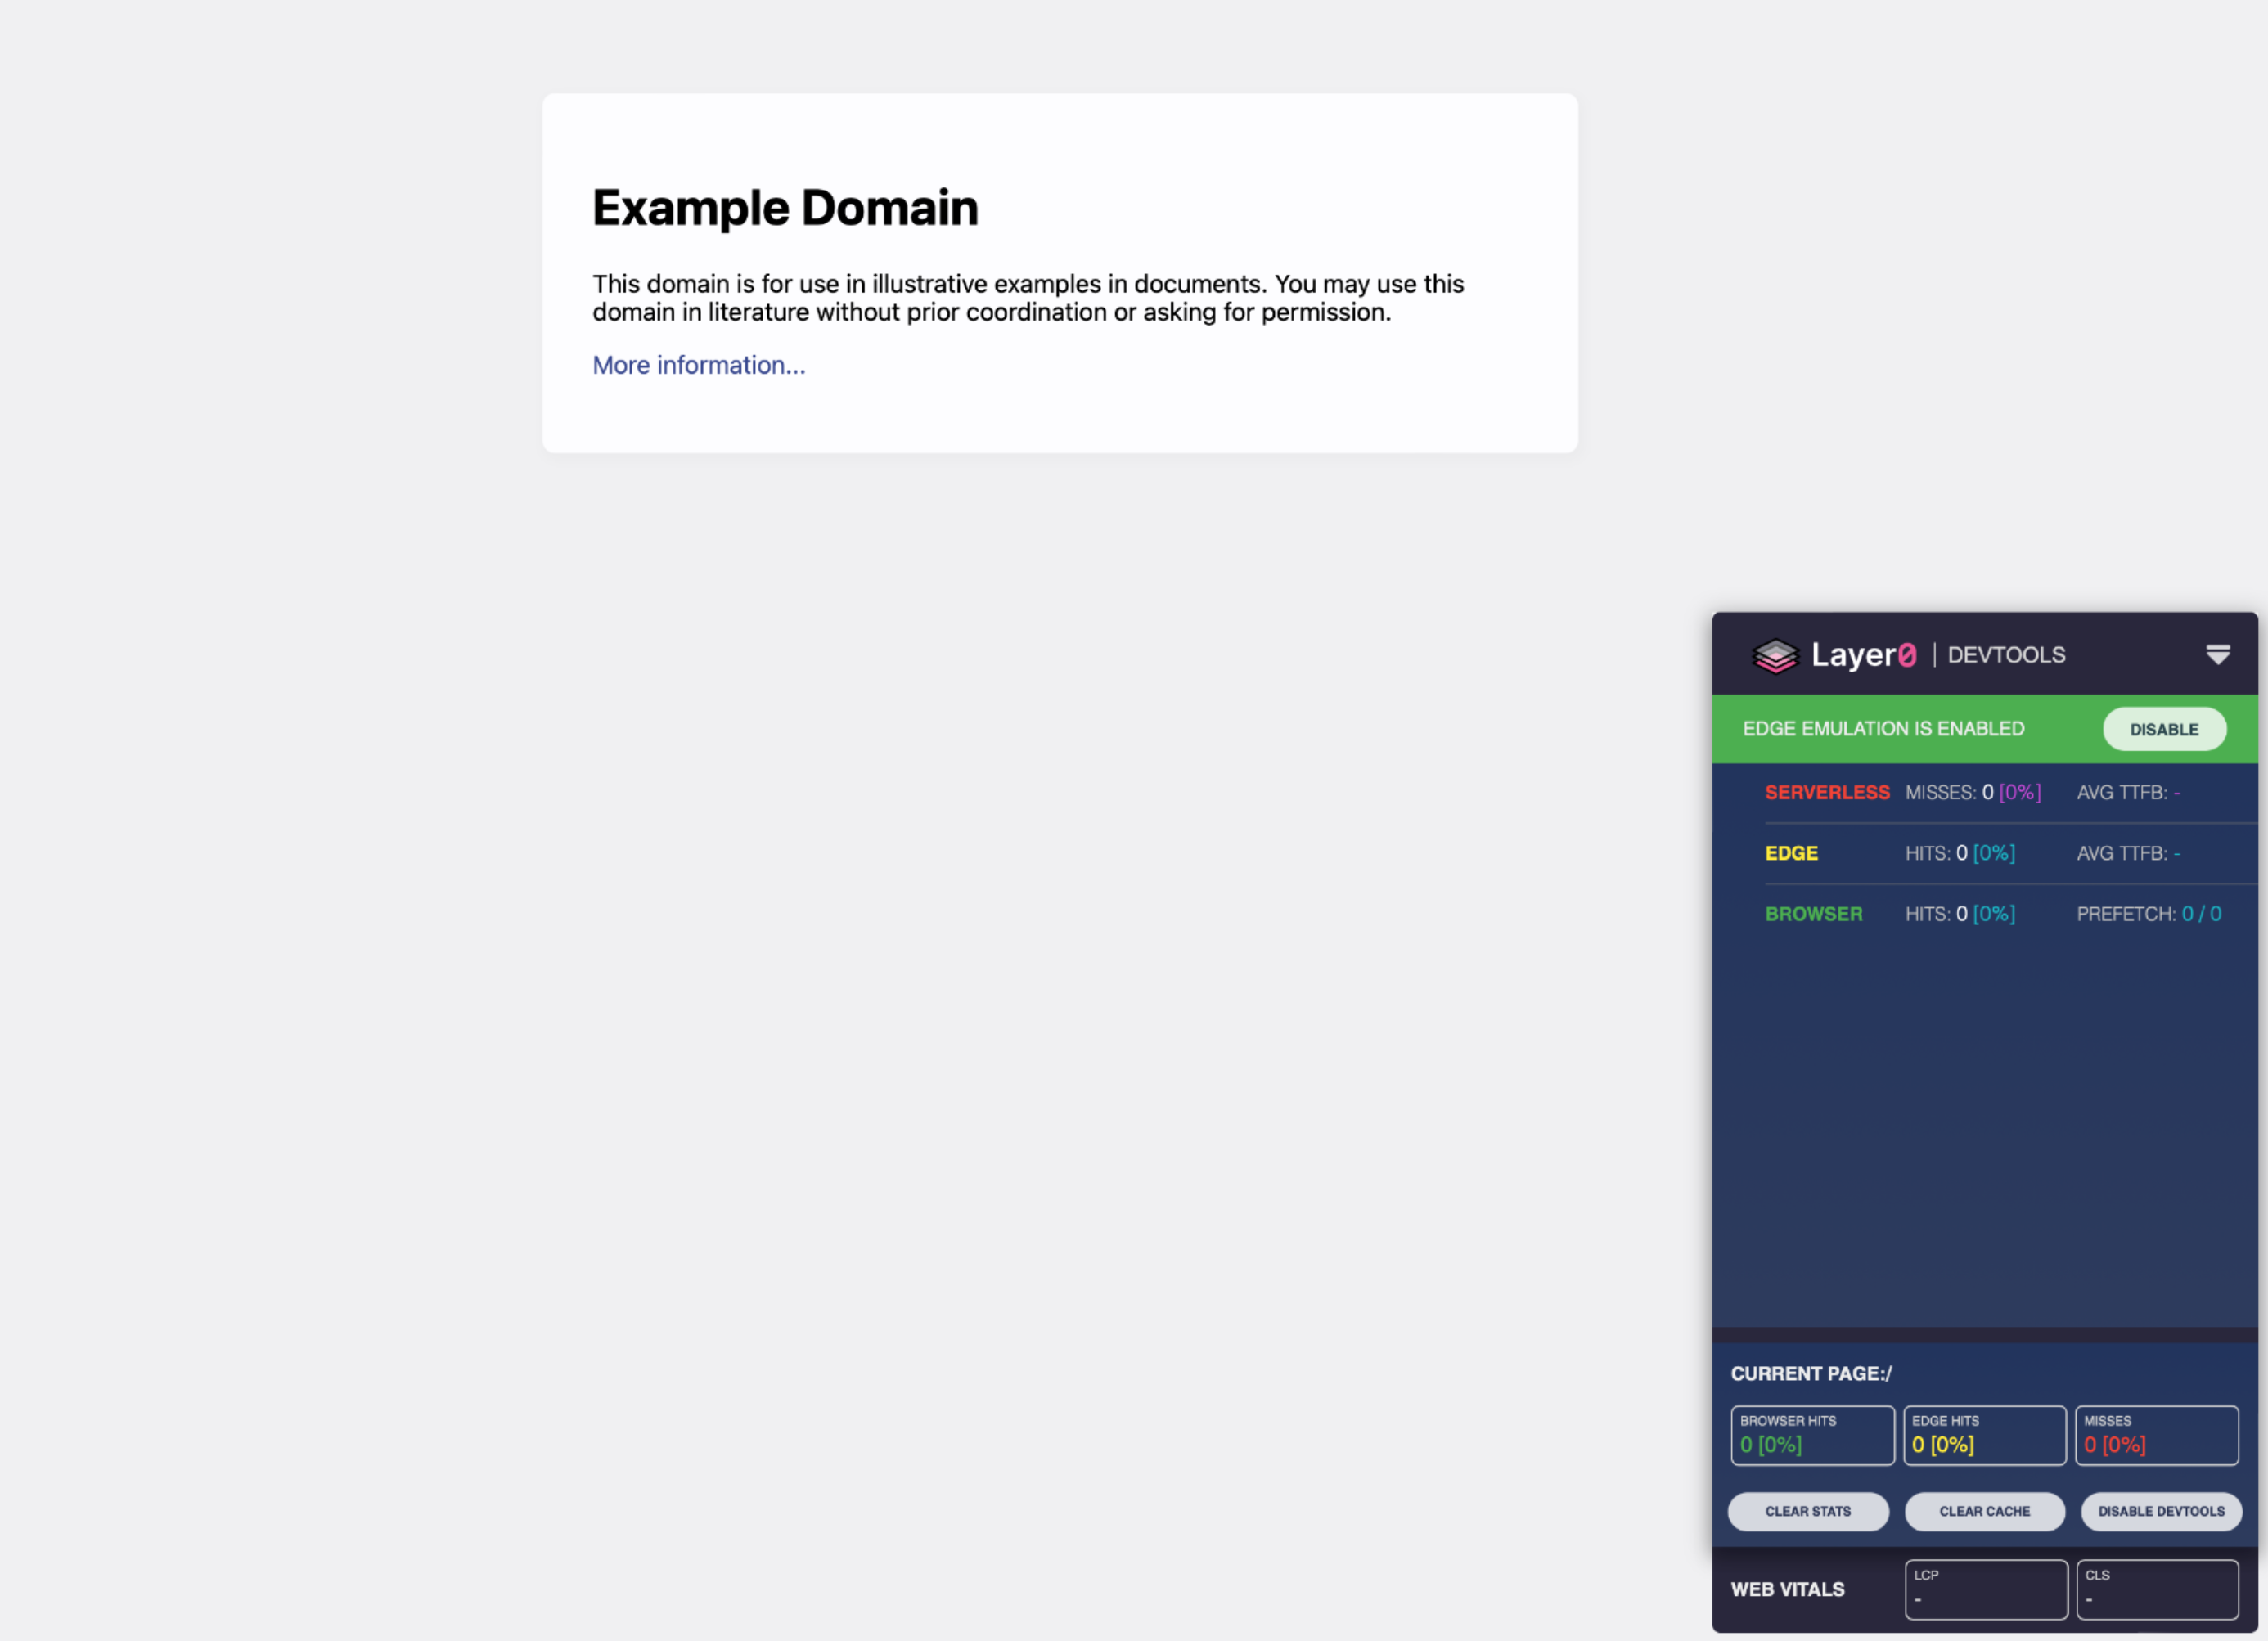 Example Domain
This domain is for use in illustrative examples in documents. You may use this
domain in literature without prior coordination or asking for permission.
More information...
Layer0 | DEVTOOLS
EDGE EMULATION IS ENABLED DISABLE
SERVERLESS MISSES: 0 [0%] AVG TTFB: -
EDGE HITS: 0 [0%] AVG TTFB: -
BROWSER HITS: 0 [0%] PREFETCH: 0 / 0
CURRENT PAGE:/
BROWSER HITS EDGE HITS MISSES
0 [0%] 0 [0%] 0 [0%]
CLEAR STATS CLEAR CACHE DISABLE DEVTOOLS
WEB VITALS
LCP CLS
- -